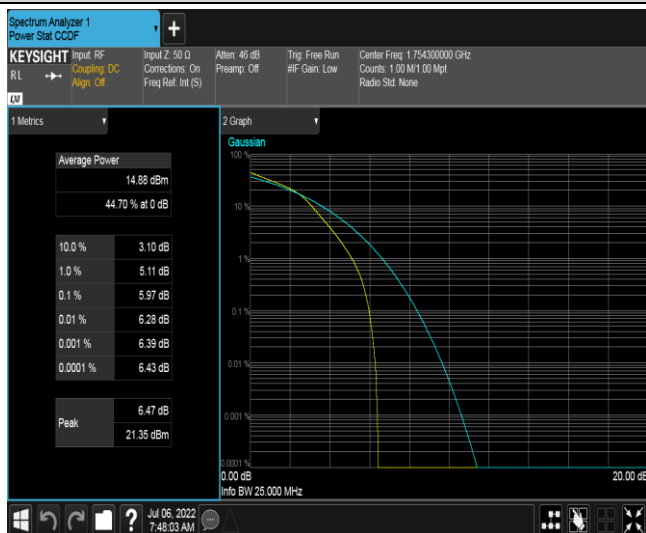 Spectrum Analyzer 1
Power Stat CCDF
KEYSIGHT
RL
Input: RF
Coupling: DC
Align: Off
Input Z: 50 Ω
Corrections: On
Freq Ref: Int (S)
Atten: 46 dB
Preamp: Off
Trig: Free Run
#IF Gain: Low
Center Freq: 1.754300000 GHz
Counts: 1.00 M/1.00 Mpt
Radio Std: None
LXI
1 Metrics
Average Power
14.88 dBm
44.70 % at 0 dB
10.0 % 3.10 dB
1.0 % 5.11 dB
0.1 % 5.97 dB
0.01 % 6.28 dB
0.001 % 6.39 dB
0.0001 % 6.43 dB
Peak 6.47 dB
21.35 dBm
2 Graph
Gaussian
100 %
10 %
1 %
0.1 %
0.01 %
0.001 %
0.0001 %
0.00 dB 20.00 dB
Info BW 25.000 MHz
? Jul 06, 2022
7:48:03 AM